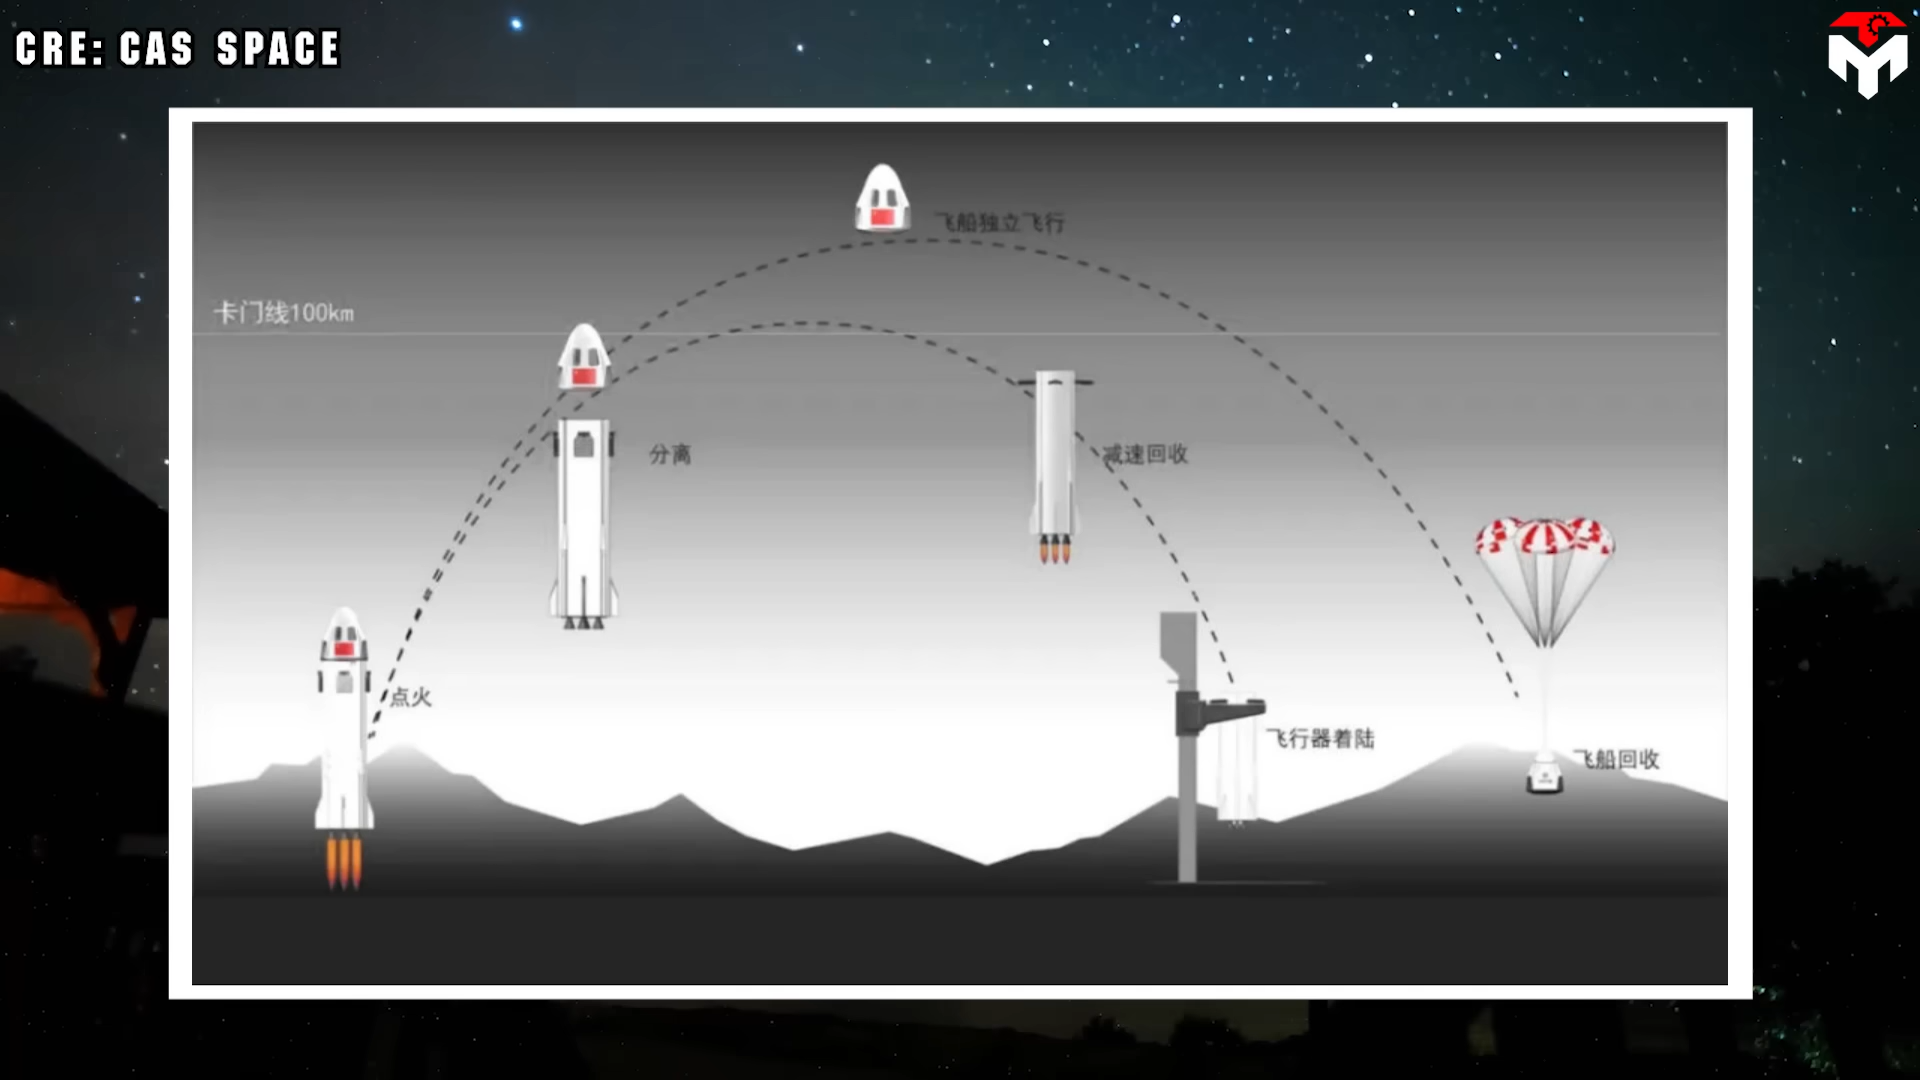 CRE: CAS SPACE
飞船独立飞行
卡门线100km
分离
减速回收
点火
飞行器着陆
飞船回收